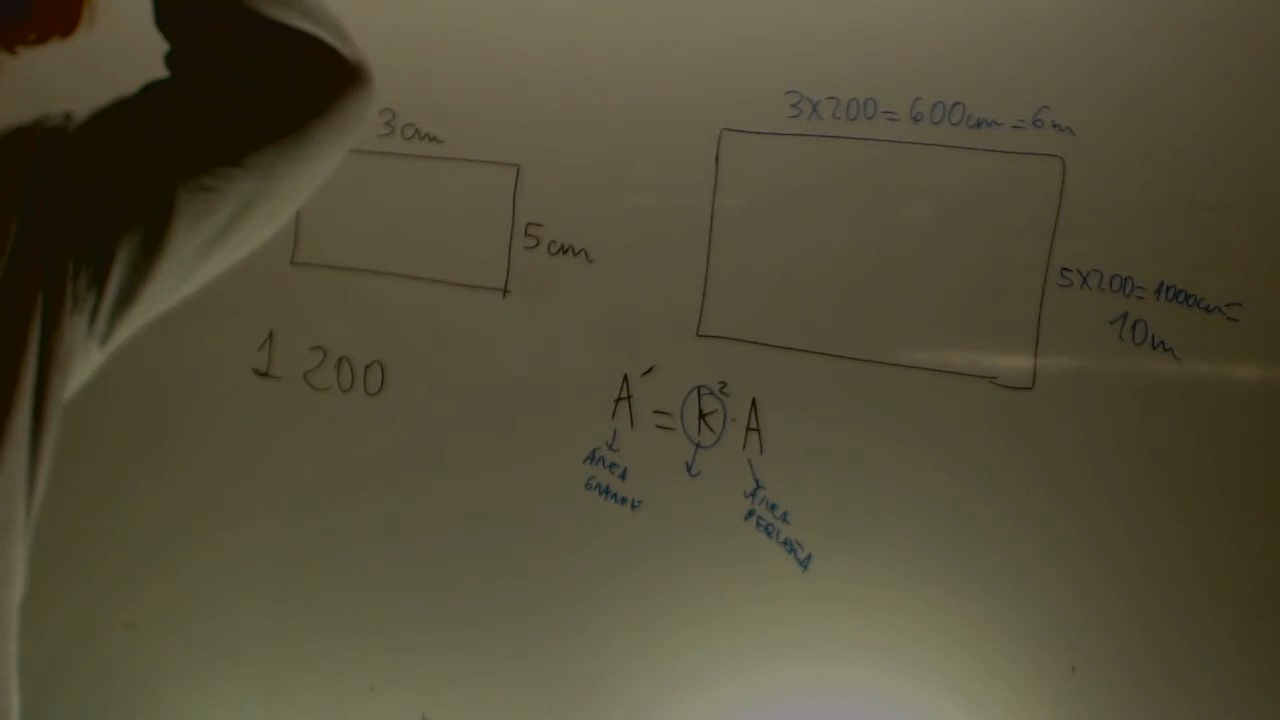 3cm
5cm
1 200
3x200=600cm=6m
5x200=1000cm=
10m
A´=k²·A
ÁREA
GRANDE
ÁREA
PEQUEÑA